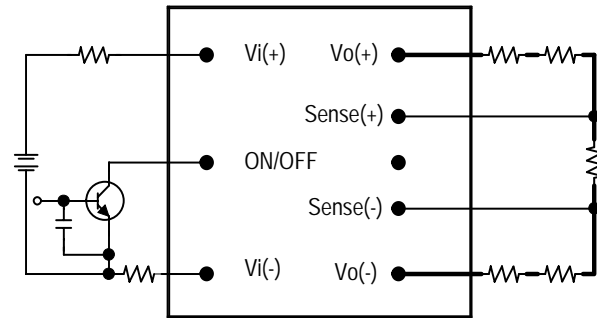 Vi(+) Vo(+)
Sense(+)
ON/OFF
Sense(-)
Vi(-) Vo(-)